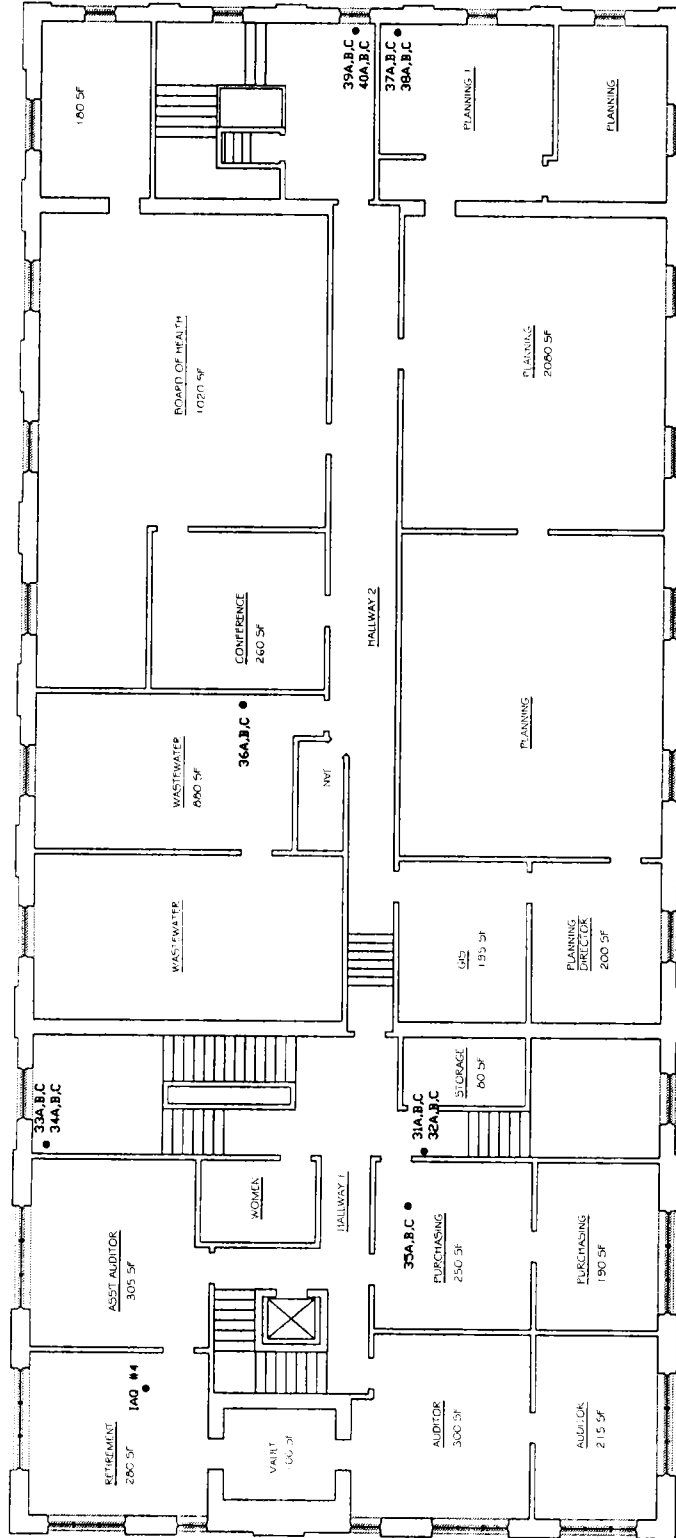 RETIREMENT
280 SF
IAQ #4
ASS'T AUDITOR
305 SF
33A,B,C
34A,B,C
WASTEWATER
WASTEWATER
880 SF
36A,B,C
CONFERENCE
260 SF
BOARD OF HEALTH
1020 SF
180 SF
39A,B,C
40A,B,C
VAULT
WOMEN
HALLWAY 1
JAN
HALLWAY 2
AUDITOR
300 SF
35A,B,C
PURCHASING
250 SF
31A,B,C
32A,B,C
STORAGE
80 SF
GIS
195 SF
PLANNING
PLANNING
2080 SF
37A,B,C
38A,B,C
PLANNING 1
AUDITOR
215 SF
PURCHASING
190 SF
PLANNING
DIRECTOR
200 SF
PLANNING